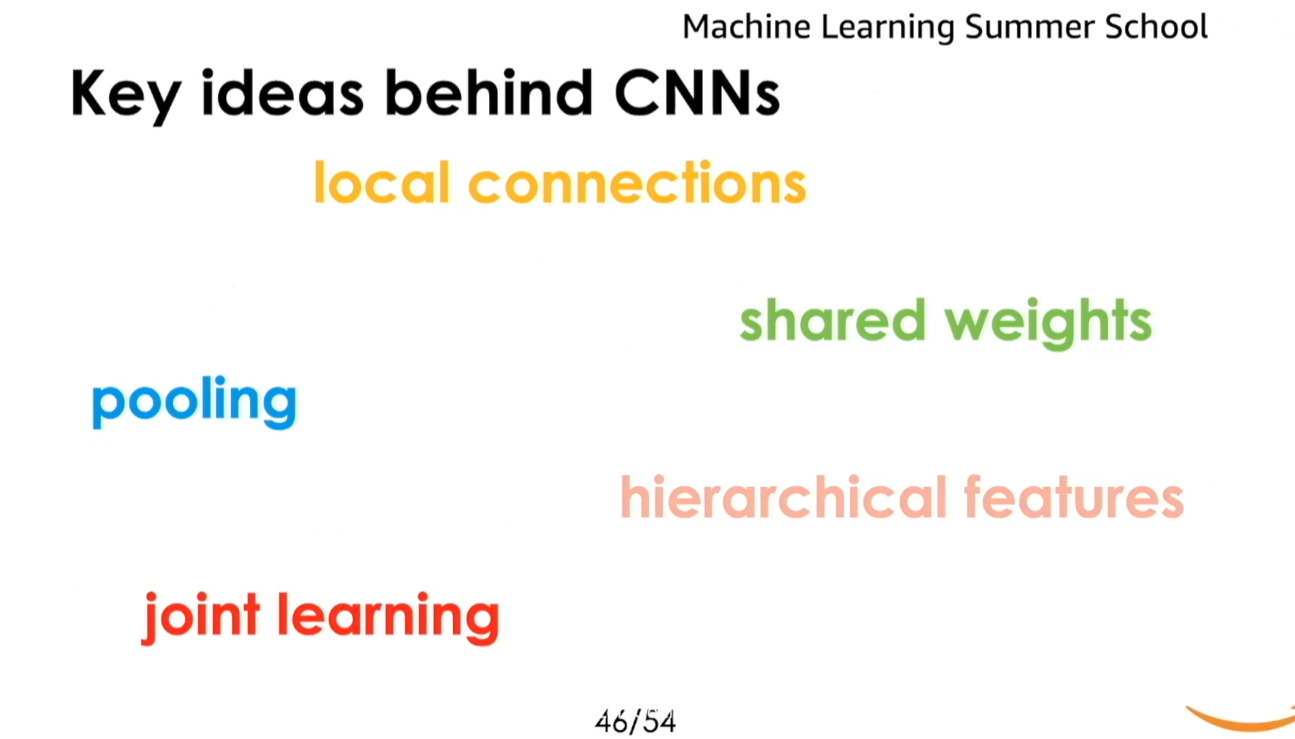 Machine Learning Summer School
Key ideas behind CNNs
local connections
shared weights
pooling
hierarchical features
joint learning
46/54